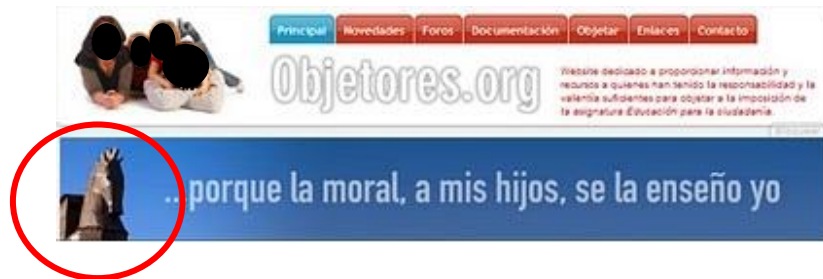 Principal Novedades Foros Documentación Objetar Enlaces Contacto
Objetores.org
Website dedicado a proporcionar información y
recursos a quienes han tenido la responsabilidad y la
valentía suficientes para objetar a la imposición de
la asignatura Educación para la ciudadanía.
...porque la moral, a mis hijos, se la enseño yo